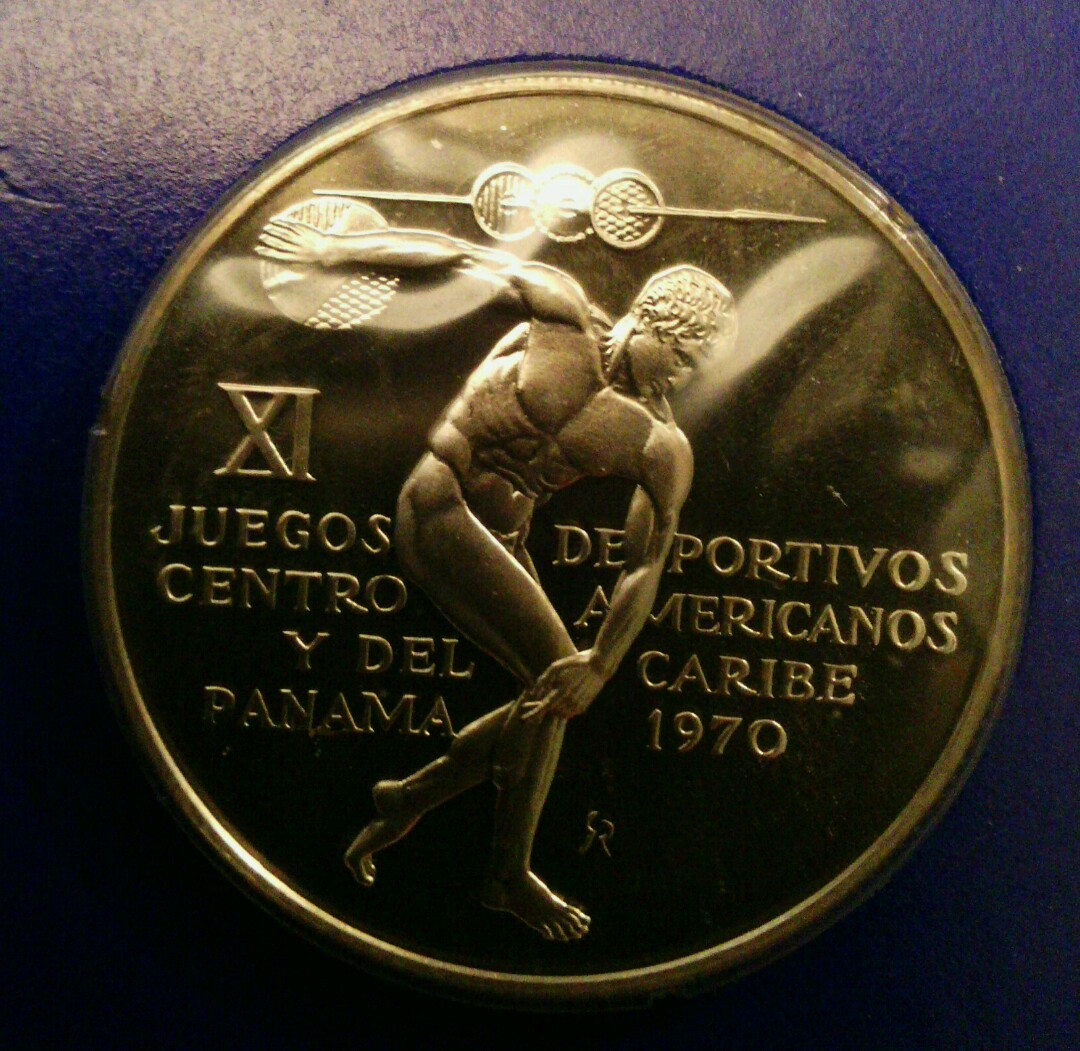 XI
JUEGOS DEPORTIVOS
CENTRO AMERICANOS
Y DEL CARIBE
PANAMA 1970